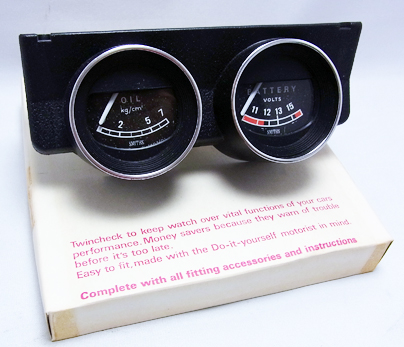 OIL
kg/cm²
2 5 7
SMITHS
BATTERY
VOLTS
11 12 13 15
SMITHS
Twincheck to keep watch over vital functions of your cars
performance. Money savers because they warn of trouble
before it's too late.
Easy to fit, made with the Do-it-yourself motorist in mind.
Complete with all fitting accessories and instructions